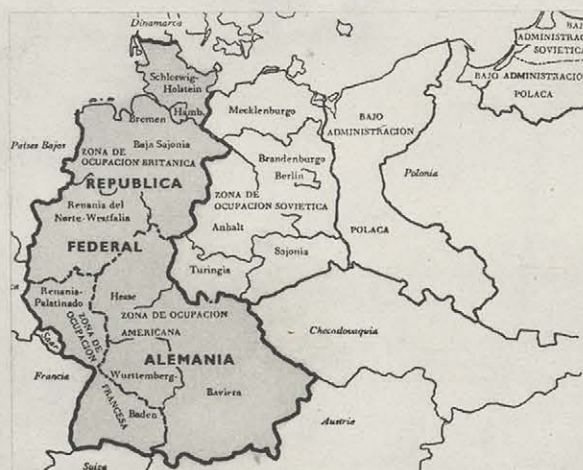 Dinamarca
BAJO
ADMINISTRAC
SOVIETICA
BAJO ADMINISTRACION
POLACA
Schleswig-
Holstein
Hamb.
Bremen
Mecklenburgo
BAJO
ADMINISTRACION
Países Bajos
Baja Sajonia
ZONA DE
OCUPACION BRITANICA
Brandenburgo
Berlin
Polonia
REPUBLICA
ZONA DE
OCUPACION SOVIETICA
Renania del
Norte-Westfalia
Anhalt
POLACA
FEDERAL
Sajonia
Turingia
Renania-
Palatinado
Hesse
ZONA DE OCUPACION
AMERICANA
ZONA DE
OCUPACION
FRANCESA
Saar
Checoslovaquia
ALEMANIA
Francia
Wurttemberg-
Baden
Baviera
Austria
Suiza